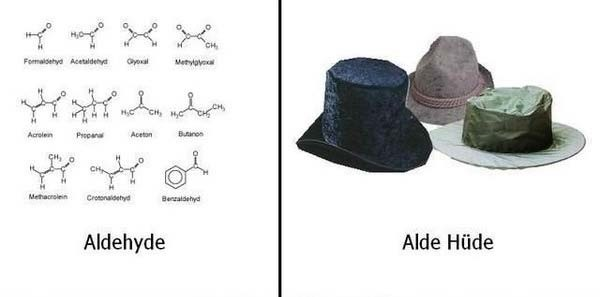 Formaldehyd Acetaldehyd Glyoxal Methylglyoxal
Acrolein Propanal Aceton Butanon
Methacrolein Crotonaldehyd Benzaldehyd
Aldehyde
Alde Hüde